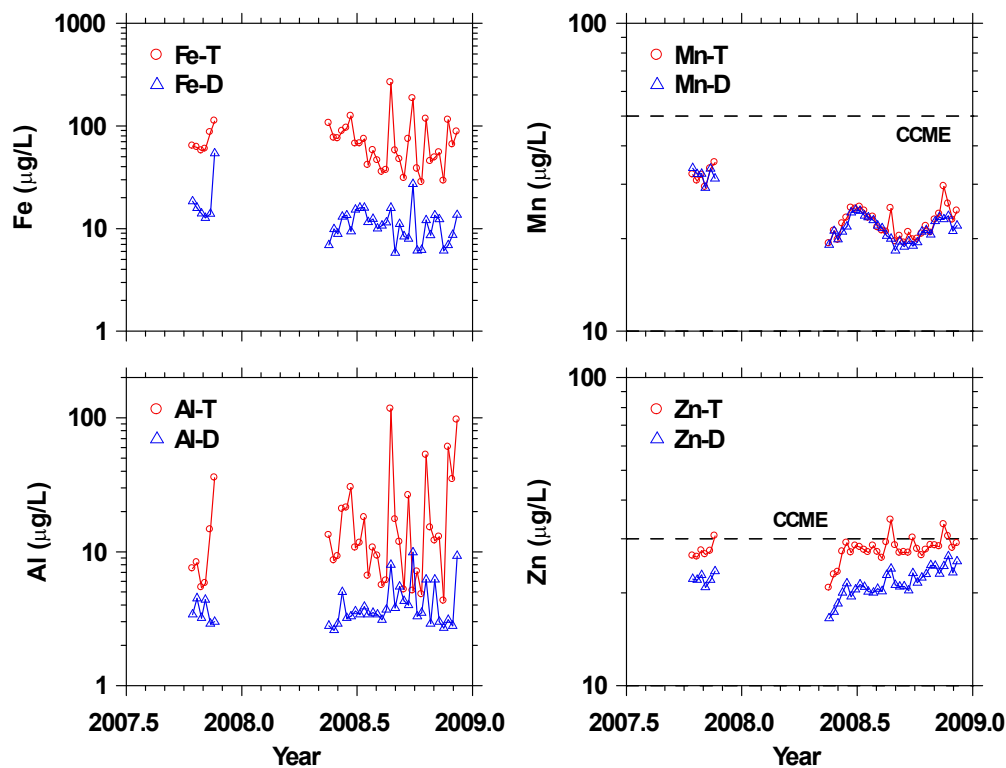 1000
100
10
1
Fe (µg/L)
Fe-T
Fe-D
100
10
Mn (µg/L)
Mn-T
Mn-D
CCME
100
10
1
Al (µg/L)
Al-T
Al-D
2007.5 2008.0 2008.5 2009.0
Year
100
10
Zn (µg/L)
Zn-T
Zn-D
CCME
2007.5 2008.0 2008.5 2009.0
Year